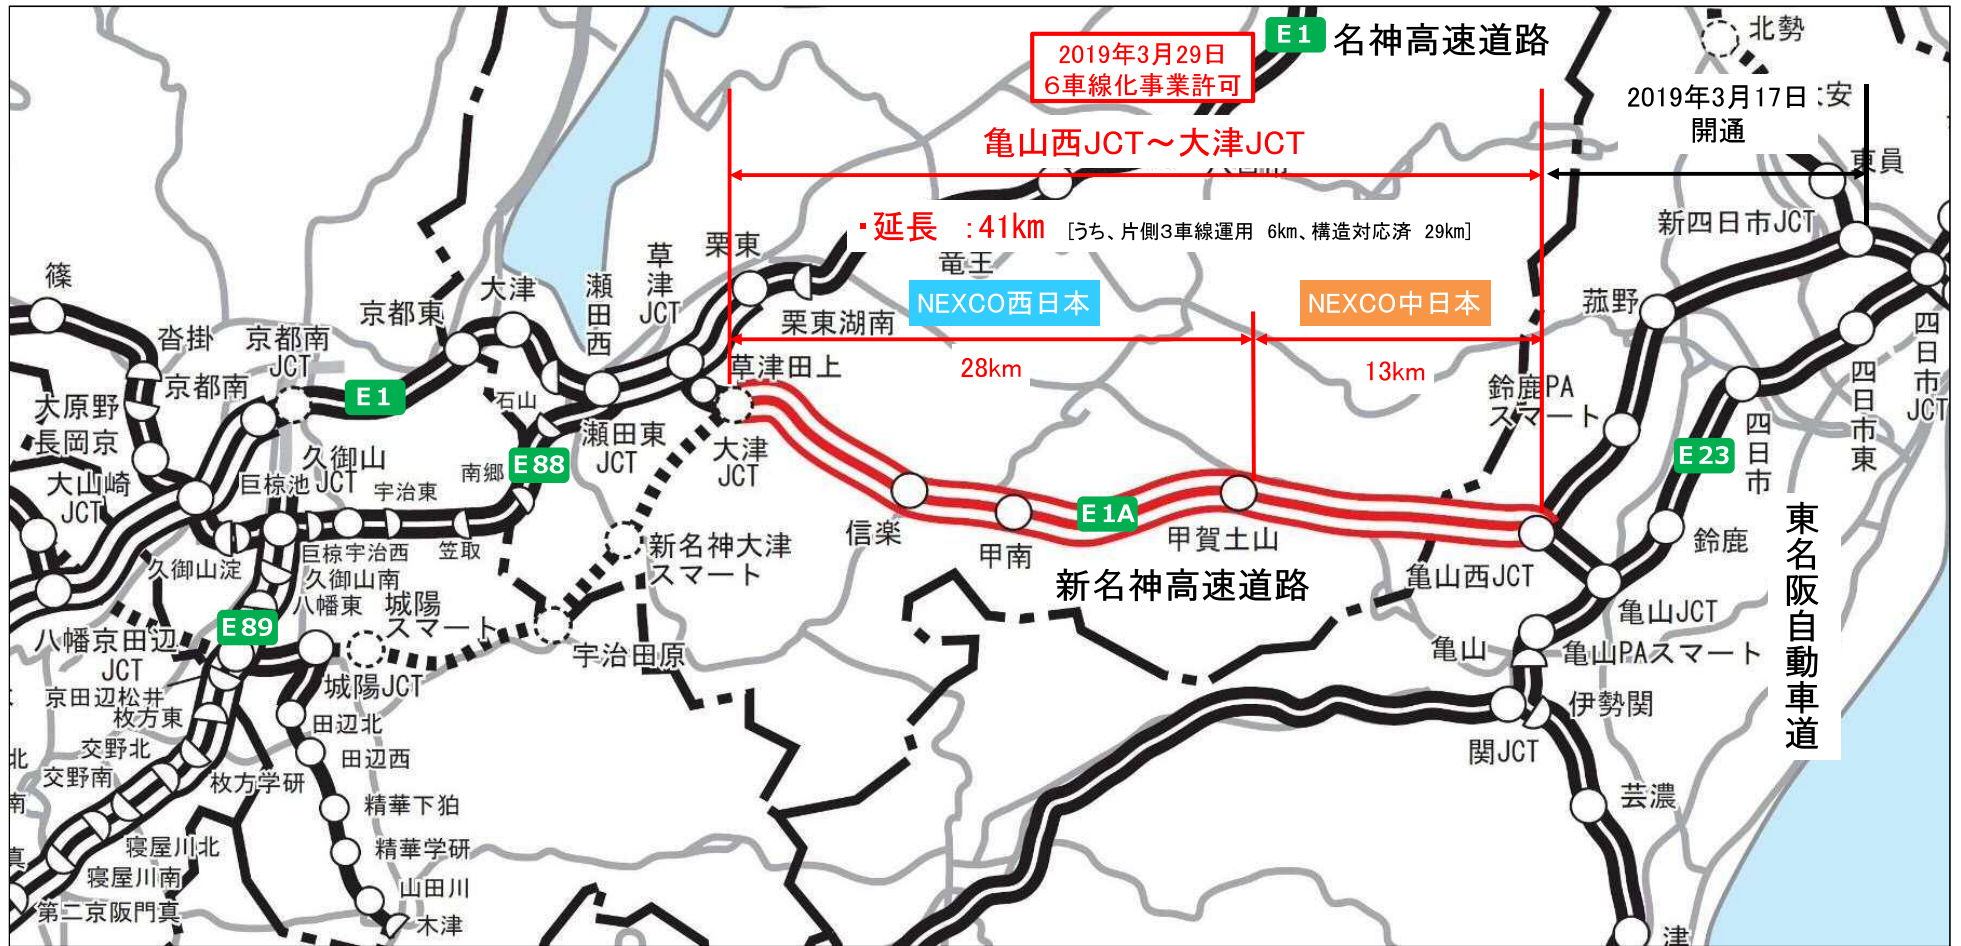 E1 名神高速道路
北勢
2019年3月29日
6車線化事業許可
2019年3月17日
開通
安
亀山西JCT～大津JCT
東員
・延長 ：41km [うち、片側3車線運用 6km、構造対応済 29km]
新四日市JCT
竜王
NEXCO西日本
NEXCO中日本
28km
13km
篠
沓掛
京都南
JCT
京都南
大原野
長岡京
大山崎
JCT
E1
京都東
大津
瀬田西
草津JCT
栗東
栗東湖南
草津田上
菰野
鈴鹿PA
スマート
四日市JCT
四日市東
四日市
E23
石山
瀬田東
JCT
大津
JCT
南郷
E88
久御山
JCT
巨椋池
宇治東
信楽
甲南
E1A
甲賀土山
新名神高速道路
亀山西JCT
鈴鹿
東名阪自動車道
亀山JCT
久御山淀
巨椋宇治西
笠取
久御山南
八幡東
新名神大津
スマート
城陽
スマート
宇治田原
E89
八幡京田辺
JCT
城陽JCT
京田辺松井
枚方東
田辺北
交野北
田辺西
交野南
枚方学研
精華下狛
寝屋川北
精華学研
寝屋川南
山田川
第二京阪門真
木津
亀山
亀山PAスマート
伊勢関
関JCT
芸濃
津
北
南
真